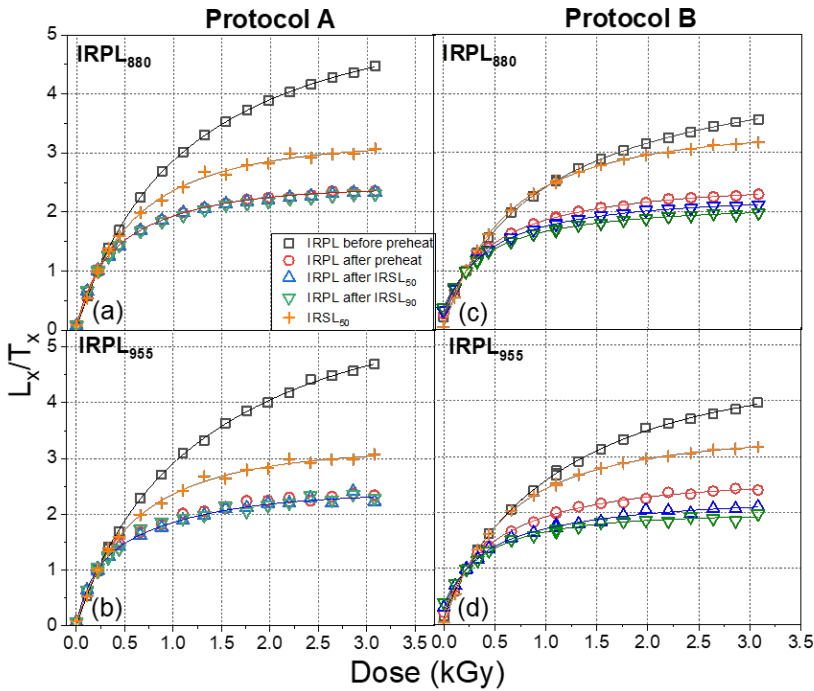 Protocol A
Protocol B
IRPL₈₈₀
IRPL₈₈₀
5
4
3
2
1
0
(a)
(c)
IRPL before preheat
IRPL after preheat
IRPL after IRSL₅₀
IRPL after IRSL₉₀
IRSL₅₀
IRPL₉₅₅
IRPL₉₅₅
5
4
3
2
1
0
(b)
(d)
Lₓ/Tₓ
0.0 0.5 1.0 1.5 2.0 2.5 3.0 3.5
0.0 0.5 1.0 1.5 2.0 2.5 3.0 3.5
Dose (kGy)